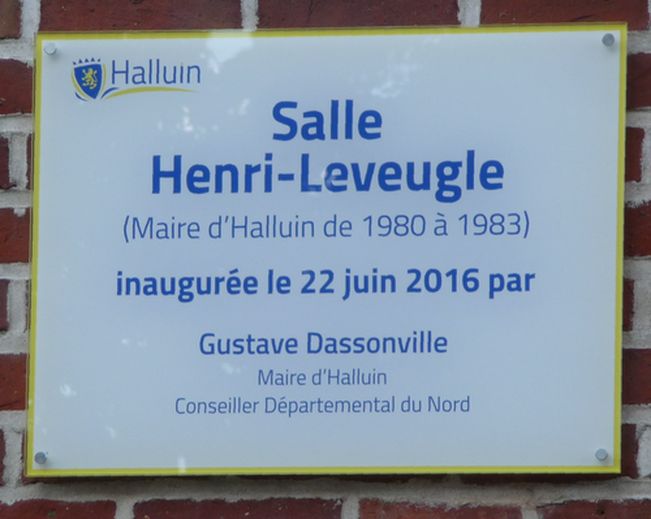 Halluin
Salle
Henri-Leveugle
(Maire d'Halluin de 1980 à 1983)
inaugurée le 22 juin 2016 par
Gustave Dassonville
Maire d'Halluin
Conseiller Départemental du Nord